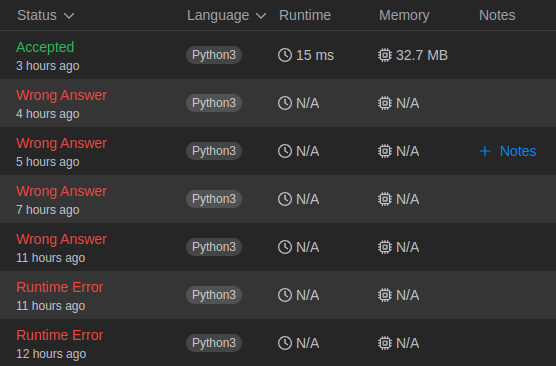 Status Language Runtime Memory Notes
Accepted
3 hours ago
Python3 15 ms 32.7 MB
Wrong Answer
4 hours ago
Python3 N/A N/A
Wrong Answer
5 hours ago
Python3 N/A N/A + Notes
Wrong Answer
7 hours ago
Python3 N/A N/A
Wrong Answer
11 hours ago
Python3 N/A N/A
Runtime Error
11 hours ago
Python3 N/A N/A
Runtime Error
12 hours ago
Python3 N/A N/A